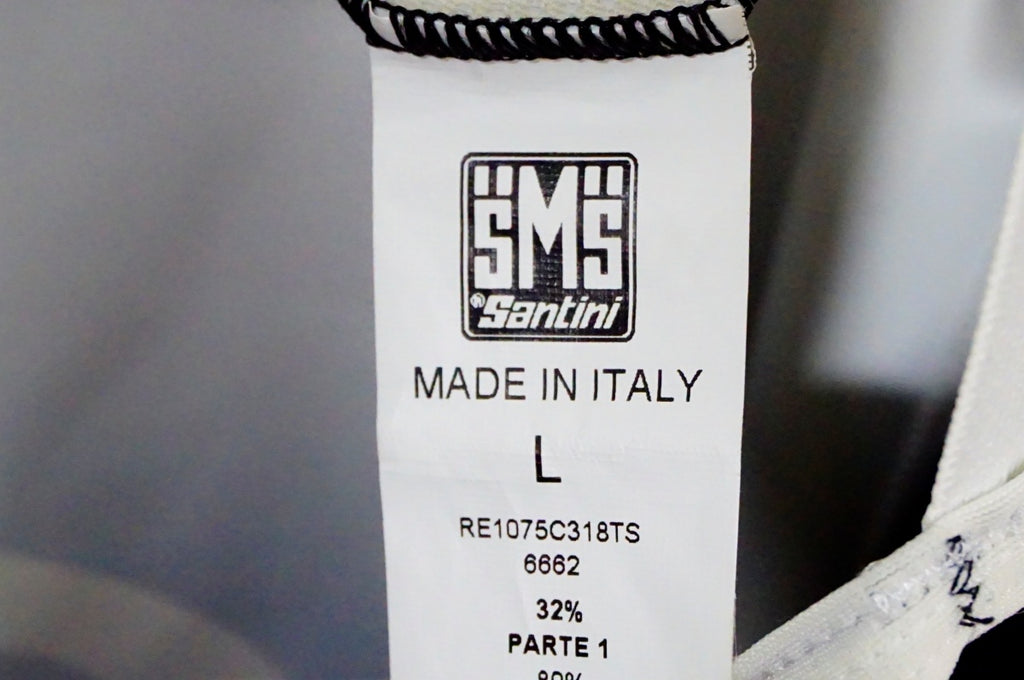 SMS
®Santini
MADE IN ITALY
L
RE1075C318TS
6662
32%
PARTE 1